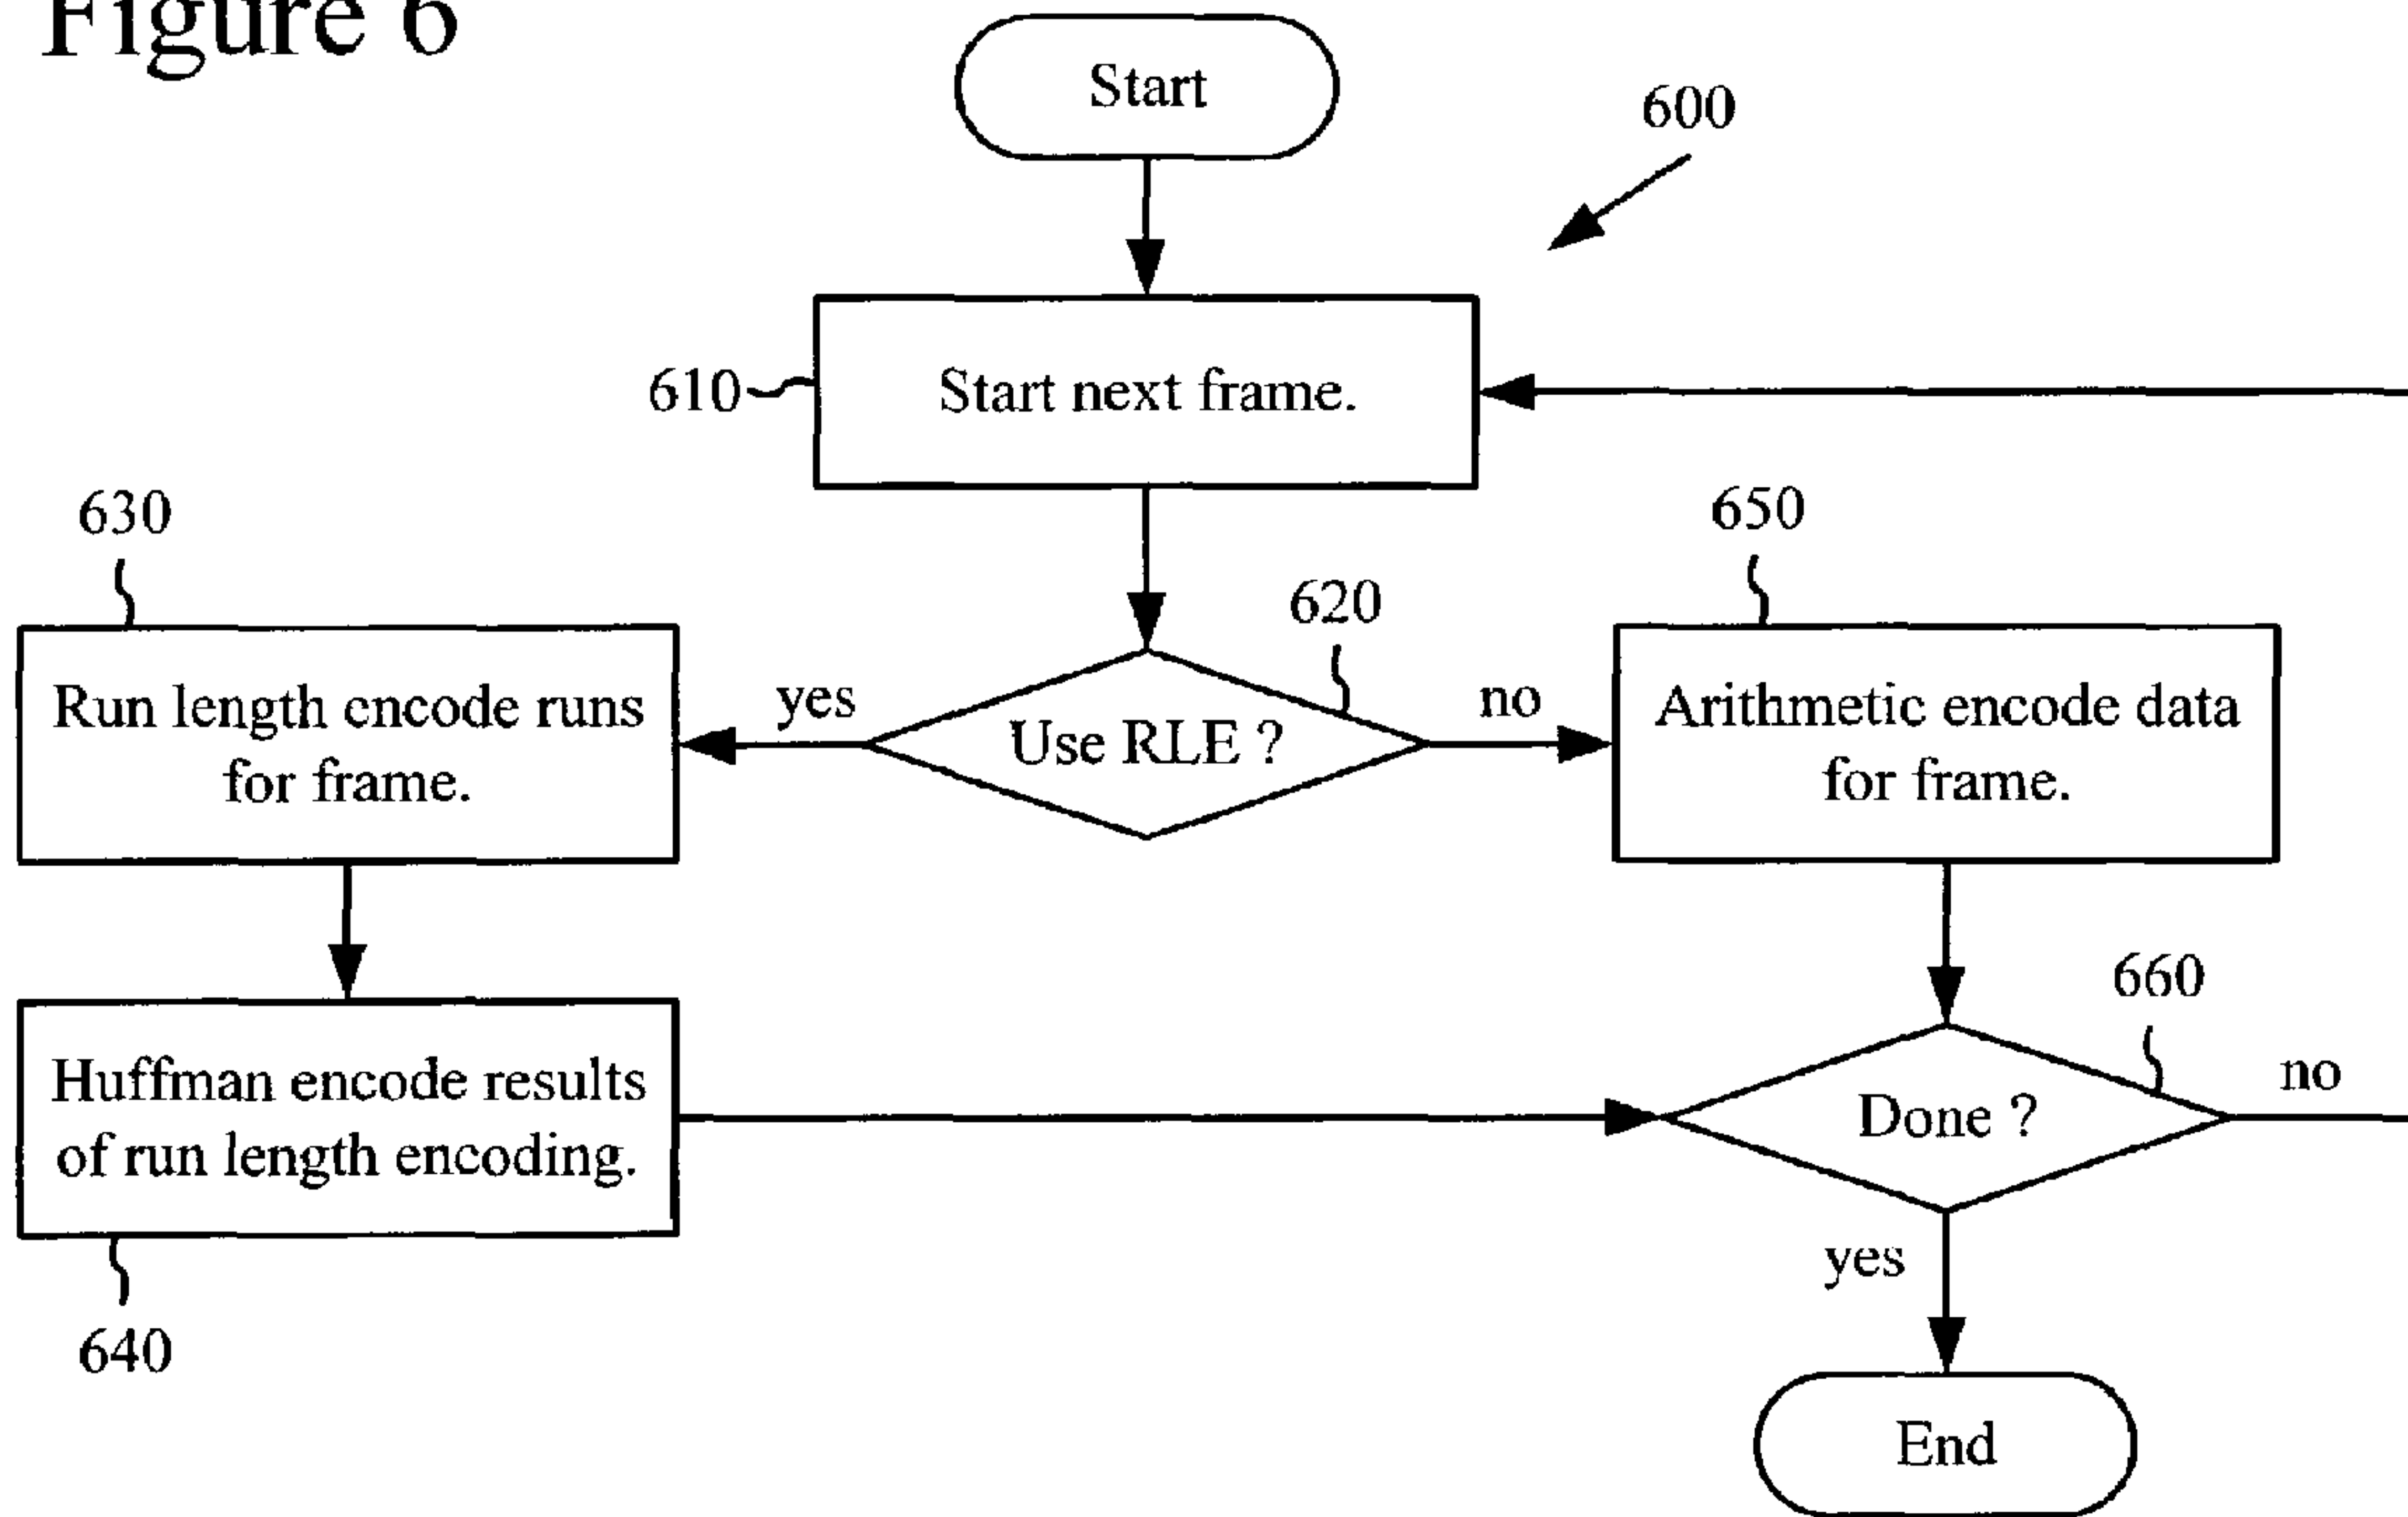 Figure 6
Start
600
610
Start next frame.
630
650
620
Run length encode runs
for frame.
yes
Use RLE ?
no
Arithmetic encode data
for frame.
660
Huffman encode results
of run length encoding.
Done ?
no
yes
640
End